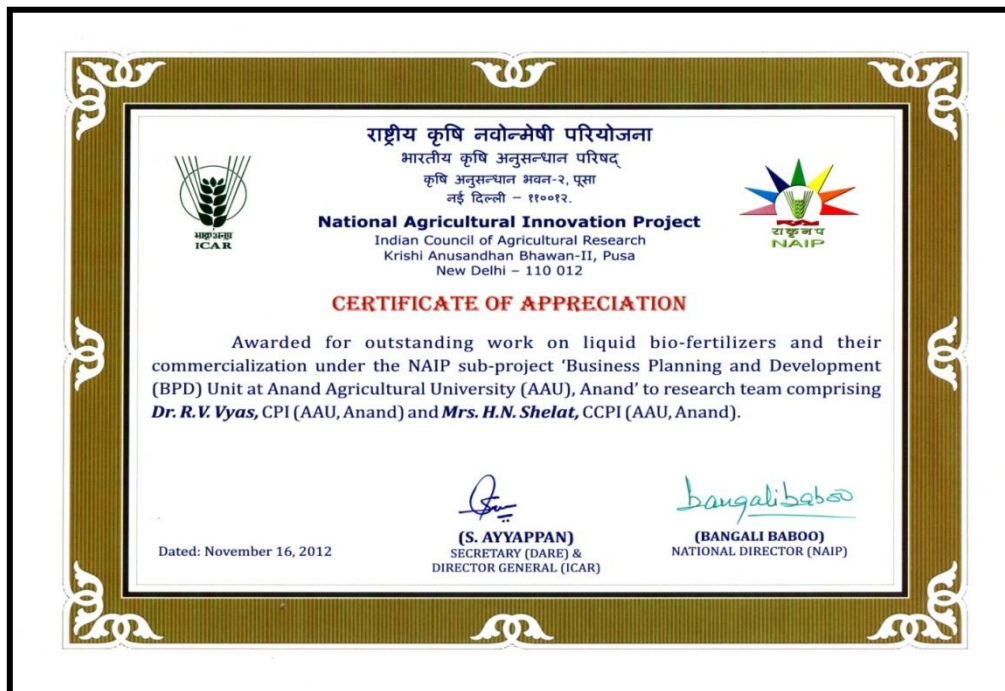 राष्ट्रीय कृषि नवोन्मेषी परियोजना
भारतीय कृषि अनुसन्धान परिषद्
कृषि अनुसन्धान भवन-२, पूसा
नई दिल्ली – ११००१२.
भाकृअनुप
ICAR
राकृनप
NAIP
National Agricultural Innovation Project
Indian Council of Agricultural Research
Krishi Anusandhan Bhawan-II, Pusa
New Delhi – 110 012
CERTIFICATE OF APPRECIATION
Awarded for outstanding work on liquid bio-fertilizers and their
commercialization under the NAIP sub-project ‘Business Planning and Development
(BPD) Unit at Anand Agricultural University (AAU), Anand’ to research team comprising
Dr. R.V. Vyas, CPI (AAU, Anand) and Mrs. H.N. Shelat, CCPI (AAU, Anand).
bangalibaboo
Dated: November 16, 2012
(S. AYYAPPAN)
SECRETARY (DARE) &
DIRECTOR GENERAL (ICAR)
(BANGALI BABOO)
NATIONAL DIRECTOR (NAIP)